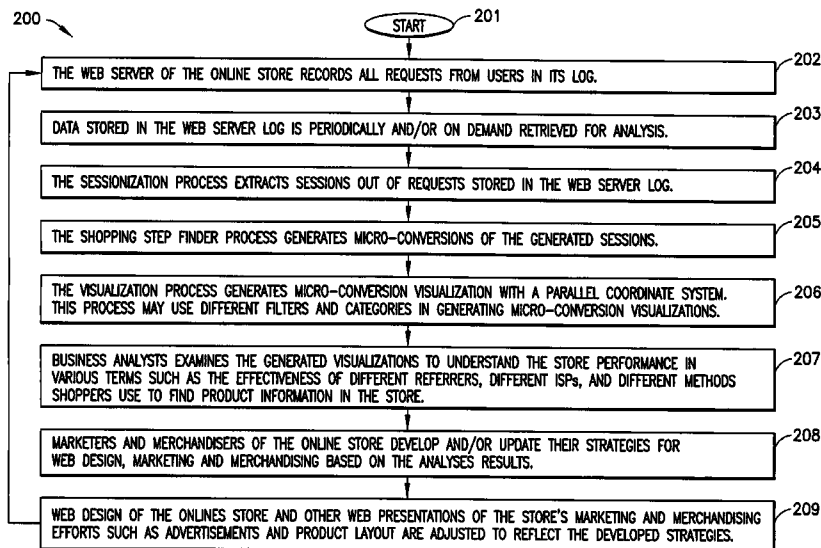 200
START
201
THE WEB SERVER OF THE ONLINE STORE RECORDS ALL REQUESTS FROM USERS IN ITS LOG.
202
DATA STORED IN THE WEB SERVER LOG IS PERIODICALLY AND/OR ON DEMAND RETRIEVED FOR ANALYSIS.
203
THE SESSIONIZATION PROCESS EXTRACTS SESSIONS OUT OF REQUESTS STORED IN THE WEB SERVER LOG.
204
THE SHOPPING STEP FINDER PROCESS GENERATES MICRO-CONVERSIONS OF THE GENERATED SESSIONS.
205
THE VISUALIZATION PROCESS GENERATES MICRO-CONVERSION VISUALIZATION WITH A PARALLEL COORDINATE SYSTEM.
THIS PROCESS MAY USE DIFFERENT FILTERS AND CATEGORIES IN GENERATING MICRO-CONVERSION VISUALIZATIONS.
206
BUSINESS ANALYSTS EXAMINES THE GENERATED VISUALIZATIONS TO UNDERSTAND THE STORE PERFORMANCE IN
VARIOUS TERMS SUCH AS THE EFFECTIVENESS OF DIFFERENT REFERRERS, DIFFERENT ISPs, AND DIFFERENT METHODS
SHOPPERS USE TO FIND PRODUCT INFORMATION IN THE STORE.
207
MARKETERS AND MERCHANDISERS OF THE ONLINE STORE DEVELOP AND/OR UPDATE THEIR STRATEGIES FOR
WEB DESIGN, MARKETING AND MERCHANDISING BASED ON THE ANALYSES RESULTS.
208
WEB DESIGN OF THE ONLINES STORE AND OTHER WEB PRESENTATIONS OF THE STORE'S MARKETING AND MERCHANDISING
EFFORTS SUCH AS ADVERTISEMENTS AND PRODUCT LAYOUT ARE ADJUSTED TO REFLECT THE DEVELOPED STRATEGIES.
209